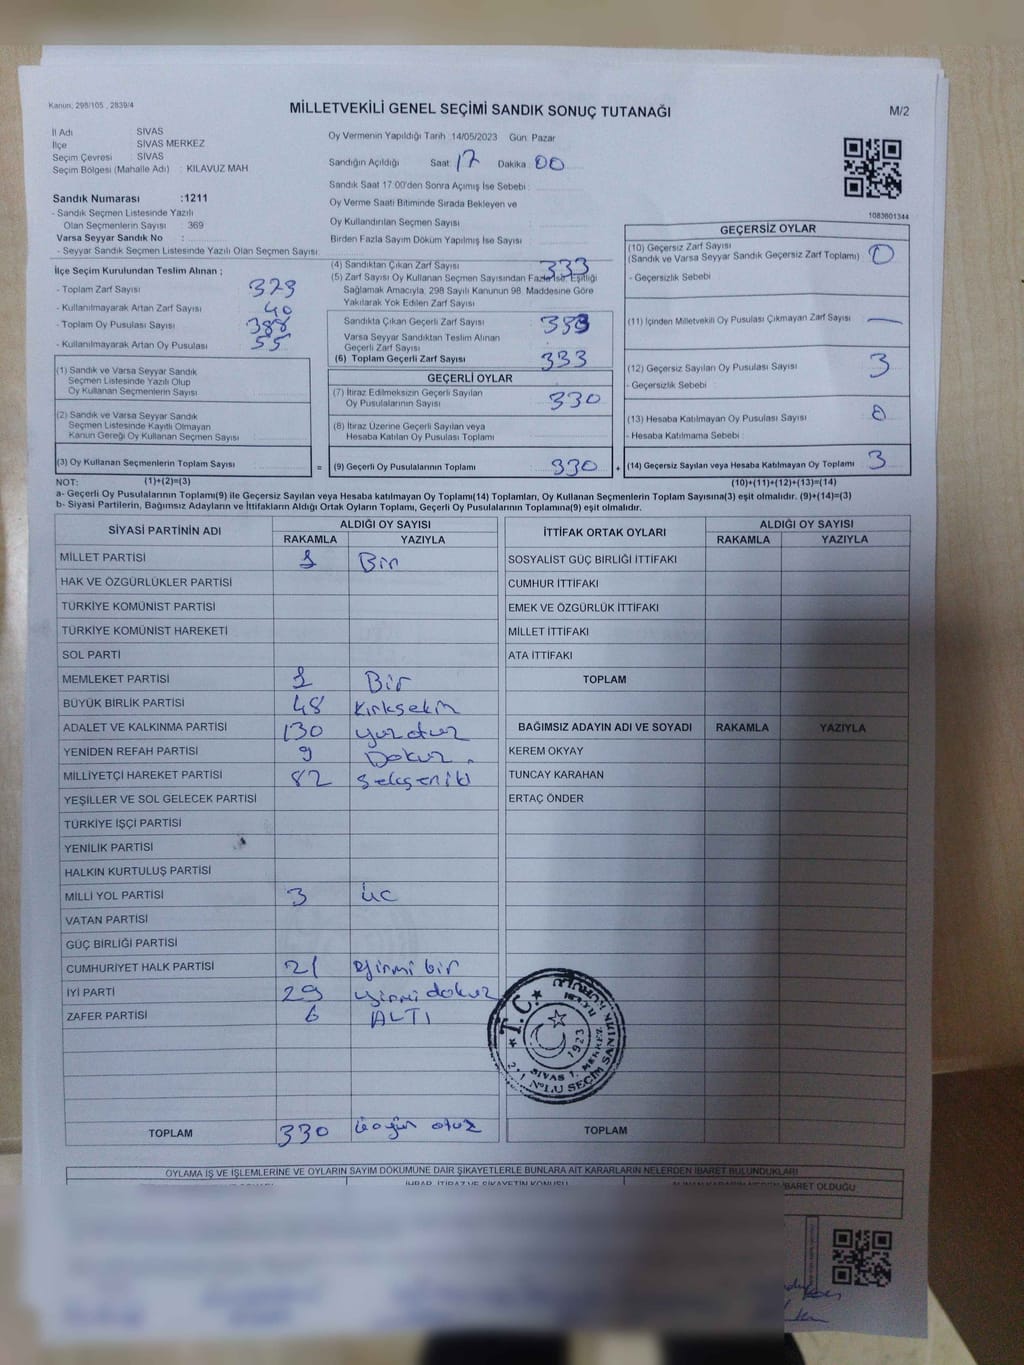 Kanun; 298/105 , 2839/4
MİLLETVEKİLİ GENEL SEÇİMİ SANDIK SONUÇ TUTANAĞI
M/2
İl Adı SİVAS
İlçe SİVAS MERKEZ
Seçim Çevresi SİVAS
Seçim Bölgesi (Mahalle Adı) : KILAVUZ MAH
Sandık Numarası :1211
- Sandık Seçmen Listesinde Yazılı
Olan Seçmenlerin Sayısı 369
Varsa Seyyar Sandık No :
- Seyyar Sandık Seçmen Listesinde Yazılı Olan Seçmen Sayısı
Oy Vermenin Yapıldığı Tarih 14/05/2023 Gün Pazar
Sandığın Açıldığı Saat 17 Dakika 00
Sandık Saat 17:00'den Sonra Açımış İse Sebebi :
Oy Verme Saati Bitiminde Sırada Bekleyen ve
Oy Kullandırılan Seçmen Sayısı
Birden Fazla Sayım Döküm Yapılmış İse Sayısı
1083601344
İlçe Seçim Kurulundan Teslim Alınan ;
- Toplam Zarf Sayısı
- Kullanılmayarak Artan Zarf Sayısı 40
- Toplam Oy Pusulası Sayısı 388
- Kullanılmayarak Artan Oy Pusulası 55
(1) Sandık ve Varsa Seyyar Sandık
Seçmen Listesinde Yazılı Olup
Oy Kullanan Seçmenlerin Sayısı
(2) Sandık ve Varsa Seyyar Sandık
Seçmen Listesinde Kayıtlı Olmayan
Kanun Gereği Oy Kullanan Seçmen Sayısı
(3) Oy Kullanan Seçmenlerin Toplam Sayısı
(1)+(2)=(3)
(4) Sandıktan Çıkan Zarf Sayısı 333
(5) Zarf Sayısı Oy Kullanan Seçmen Sayısından Fazla İse, Eşitliği
Sağlamak Amacıyla, 298 Sayılı Kanunun 98. Maddesine Göre
Yakılarak Yok Edilen Zarf Sayısı
Sandıkta Çıkan Geçerli Zarf Sayısı 333
Varsa Seyyar Sandıktan Teslim Alınan
Geçerli Zarf Sayısı
(6) Toplam Geçerli Zarf Sayısı 333
GEÇERLİ OYLAR
(7) İtiraz Edilmeksizin Geçerli Sayılan
Oy Pusulalarının Sayısı 330
(8) İtiraz Üzerine Geçerli Sayılan veya
Hesaba Katılan Oy Pusulası Toplamı
= (9) Geçerli Oy Pusulalarının Toplamı 330 +
GEÇERSİZ OYLAR
(10) Geçersiz Zarf Sayısı
(Sandık ve Varsa Seyyar Sandık Geçersiz Zarf Toplamı) 0
- Geçersizlik Sebebi
(11) İçinden Milletvekili Oy Pusulası Çıkmayan Zarf Sayısı —
(12) Geçersiz Sayılan Oy Pusulası Sayısı 3
- Geçersizlik Sebebi
(13) Hesaba Katılmayan Oy Pusulası Sayısı 0
- Hesaba Katılmama Sebebi
(14) Geçersiz Sayılan veya Hesaba Katılmayan Oy Toplamı 3
(10)+(11)+(12)+(13)=(14)
NOT:
a- Geçerli Oy Pusulalarının Toplamı(9) ile Geçersiz Sayılan veya Hesaba katılmayan Oy Toplamı(14) Toplamları, Oy Kullanan Seçmenlerin Toplam Sayısına(3) eşit olmalıdır. (9)+(14)=(3)
b- Siyasi Partilerin, Bağımsız Adayların ve İttifakların Aldığı Ortak Oyların Toplamı, Geçerli Oy Pusulalarının Toplamına(9) eşit olmalıdır.
SİYASİ PARTİNİN ADI ALDIĞI OY SAYISI
RAKAMLA YAZIYLA
MİLLET PARTİSİ 1 Bir
HAK VE ÖZGÜRLÜKLER PARTİSİ
TÜRKİYE KOMÜNİST PARTİSİ
TÜRKİYE KOMÜNİST HAREKETİ
SOL PARTİ
MEMLEKET PARTİSİ 1 Bir
BÜYÜK BİRLİK PARTİSİ 48 Kırksekiz
ADALET VE KALKINMA PARTİSİ 130 yüzotuz
YENİDEN REFAH PARTİSİ 9 Dokuz.
MİLLİYETÇİ HAREKET PARTİSİ 82 Sekseniki
YEŞİLLER VE SOL GELECEK PARTİSİ
TÜRKİYE İŞÇİ PARTİSİ
YENİLİK PARTİSİ
HALKIN KURTULUŞ PARTİSİ
MİLLİ YOL PARTİSİ 3 üc
VATAN PARTİSİ
GÜÇ BİRLİĞİ PARTİSİ
CUMHURİYET HALK PARTİSİ 21 yirmi bir
İYİ PARTİ 29 yirmi dokuz
ZAFER PARTİSİ 6 ALTI
TOPLAM 330 üçyüz otuz
İTTİFAK ORTAK OYLARI ALDIĞI OY SAYISI
RAKAMLA YAZIYLA
SOSYALİST GÜÇ BİRLİĞİ İTTİFAKI
CUMHUR İTTİFAKI
EMEK VE ÖZGÜRLÜK İTTİFAKI
MİLLET İTTİFAKI
ATA İTTİFAKI
TOPLAM
BAĞIMSIZ ADAYIN ADI VE SOYADI RAKAMLA YAZIYLA
KEREM OKYAY
TUNCAY KARAHAN
ERTAÇ ÖNDER
T.C.
1923
SİVAS 1. MERKEZ
NOLU SEÇİM SANDIK KURULU
TOPLAM
OYLAMA İŞ VE İŞLEMLERİNE VE OYLARIN SAYIM DÖKÜMÜNE DAİR ŞİKAYETLERLE BUNLARA AİT KARARLARIN NELERDEN İBARET BULUNDUKLARI
İHBAR, İTİRAZ VE ŞİKAYETİN KONUSU
İBARET OLDUĞU